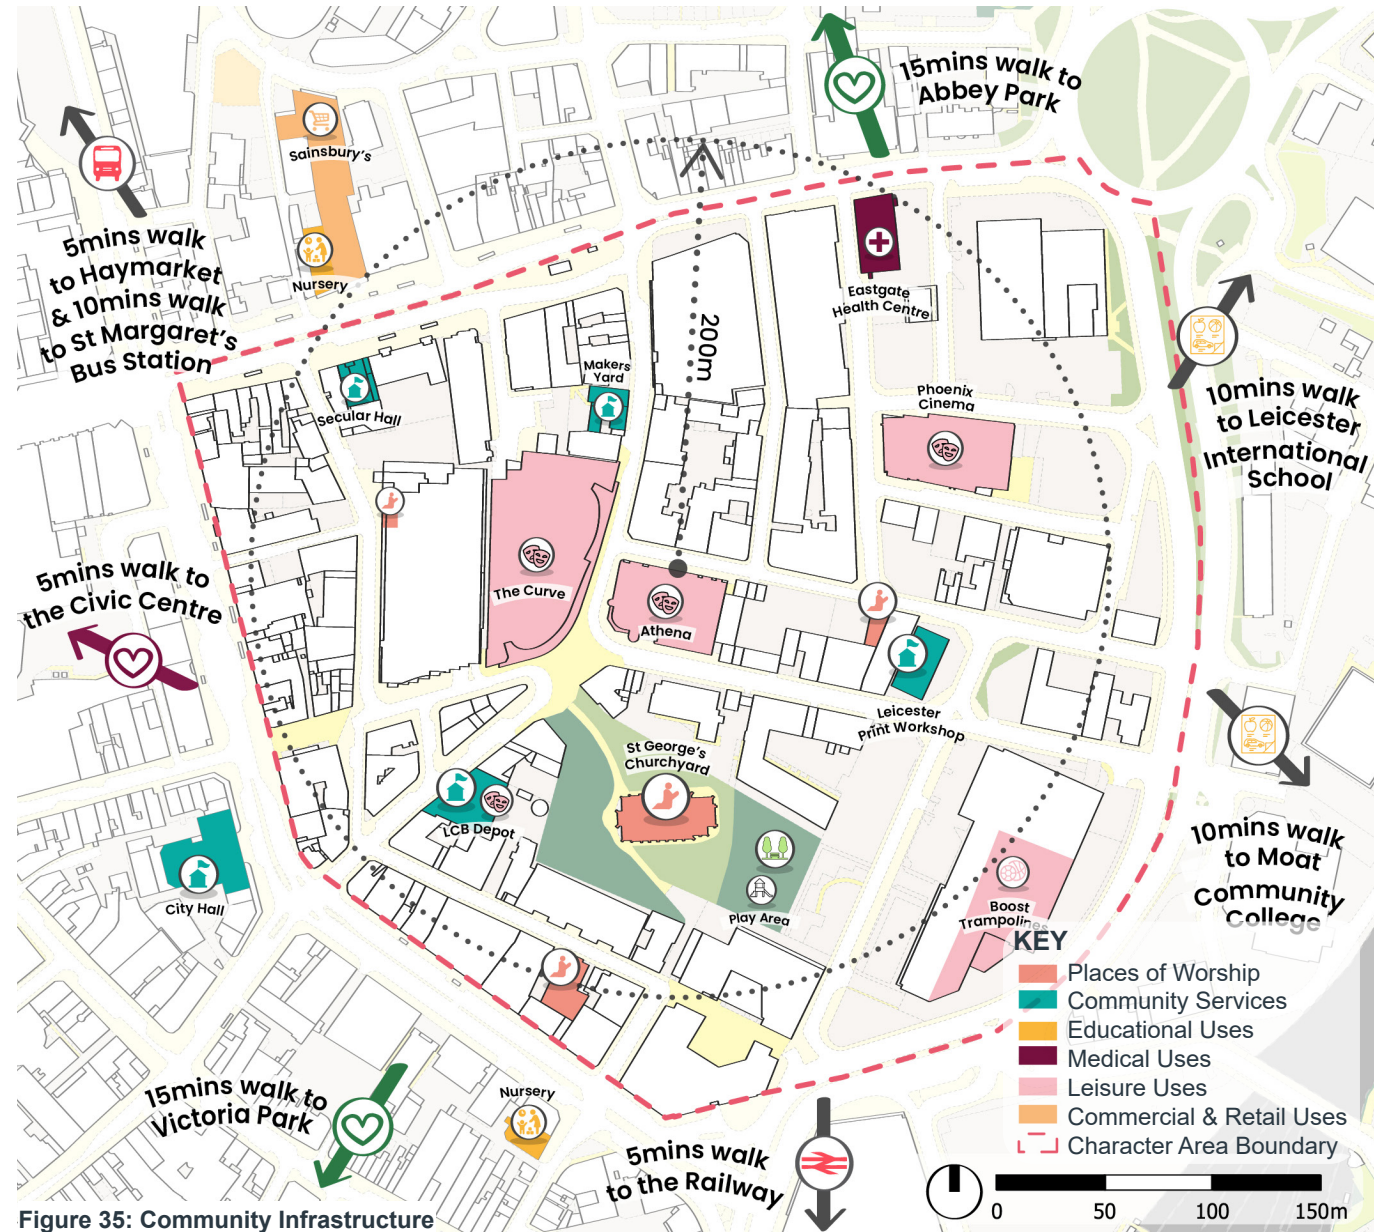 15mins walk to
Abbey Park
Sainsbury's
5mins walk
to Haymarket
& 10mins walk
to St Margaret's
Bus Station
Nursery
200m
Eastgate
Health Centre
Makers
Yard
Secular Hall
Phoenix
Cinema
10mins walk
to Leicester
International
School
5mins walk to
the Civic Centre
The Curve
Athena
Leicester
Print Workshop
St George's
Churchyard
LCB Depot
City Hall
Play Area
Boost
Trampolines
10mins walk
to Moat
Community
College
KEY
Places of Worship
Community Services
Educational Uses
Medical Uses
Leisure Uses
Commercial & Retail Uses
Character Area Boundary
15mins walk to
Victoria Park
Nursery
5mins walk
to the Railway
0 50 100 150m
Figure 35: Community Infrastructure